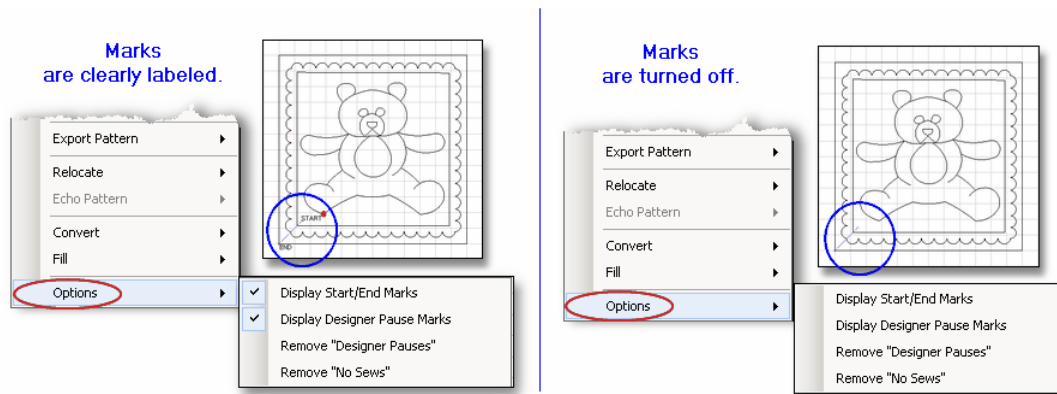 Marks
are clearly labeled.
Export Pattern
Relocate
Echo Pattern
Convert
Fill
Options
START
END
Display Start/End Marks
Display Designer Pause Marks
Remove "Designer Pauses"
Remove "No Sews"
Marks
are turned off.
Export Pattern
Relocate
Echo Pattern
Convert
Fill
Options
Display Start/End Marks
Display Designer Pause Marks
Remove "Designer Pauses"
Remove "No Sews"